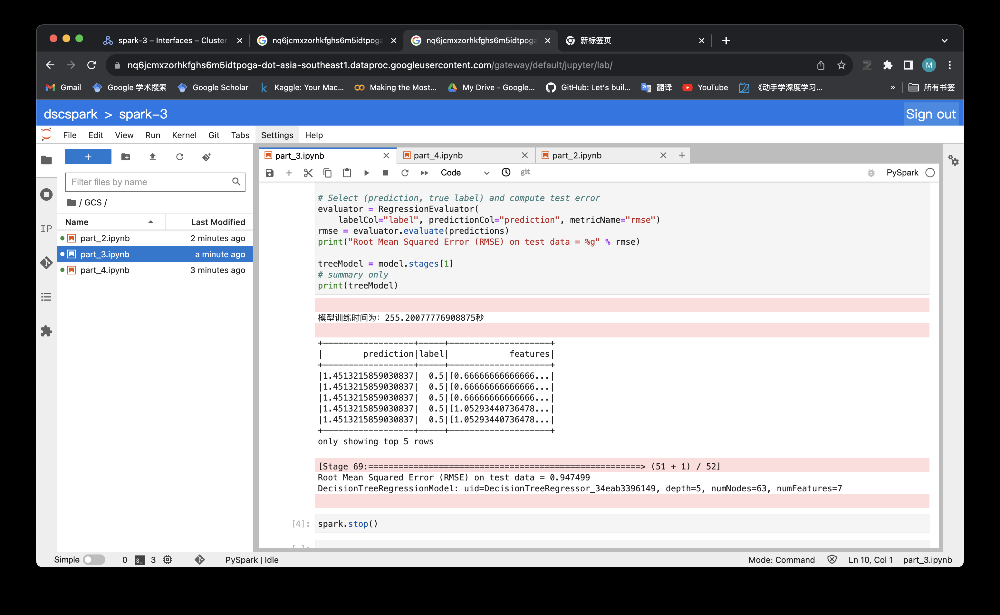 spark-3 – Interfaces – Cluster
nq6jcmxzorhkfghs6m5idtpoga
nq6jcmxzorhkfghs6m5idtpoga
新标签页
nq6jcmxzorhkfghs6m5idtpoga-dot-asia-southeast1.dataproc.googleusercontent.com/gateway/default/jupyter/lab/
M
Gmail
Google 学术搜索
Google Scholar
Kaggle: Your Mac...
Making the Most...
My Drive - Google...
GitHub: Let's buil...
翻译
YouTube
《动手学深度学习...
»
所有书签
dscspark > spark-3
Sign out
File Edit View Run Kernel Git Tabs Settings Help
part_3.ipynb
part_4.ipynb
part_2.ipynb
Code
git
PySpark
Filter files by name
/ GCS /
IP
Name
Last Modified
part_2.ipynb 2 minutes ago
part_3.ipynb a minute ago
part_4.ipynb 3 minutes ago
# Select (prediction, true label) and compute test error
evaluator = RegressionEvaluator(
    labelCol="label", predictionCol="prediction", metricName="rmse")
rmse = evaluator.evaluate(predictions)
print("Root Mean Squared Error (RMSE) on test data = %g" % rmse)
treeModel = model.stages[1]
# summary only
print(treeModel)
模型训练时间为：255.20077776908875秒
+------------------+-----+--------------------+
|        prediction|label|            features|
+------------------+-----+--------------------+
|1.4513215859030837|  0.5|[0.66666666666666...|
|1.4513215859030837|  0.5|[0.66666666666666...|
|1.4513215859030837|  0.5|[0.66666666666666...|
|1.4513215859030837|  0.5|[1.05293440736478...|
|1.4513215859030837|  0.5|[1.05293440736478...|
+------------------+-----+--------------------+
only showing top 5 rows
[Stage 69:======================================================> (51 + 1) / 52]
Root Mean Squared Error (RMSE) on test data = 0.947499
DecisionTreeRegressionModel: uid=DecisionTreeRegressor_34eab3396149, depth=5, numNodes=63, numFeatures=7
[4]: spark.stop()
Simple 0 $_ 3 PySpark | Idle
Mode: Command Ln 10, Col 1 part_3.ipynb